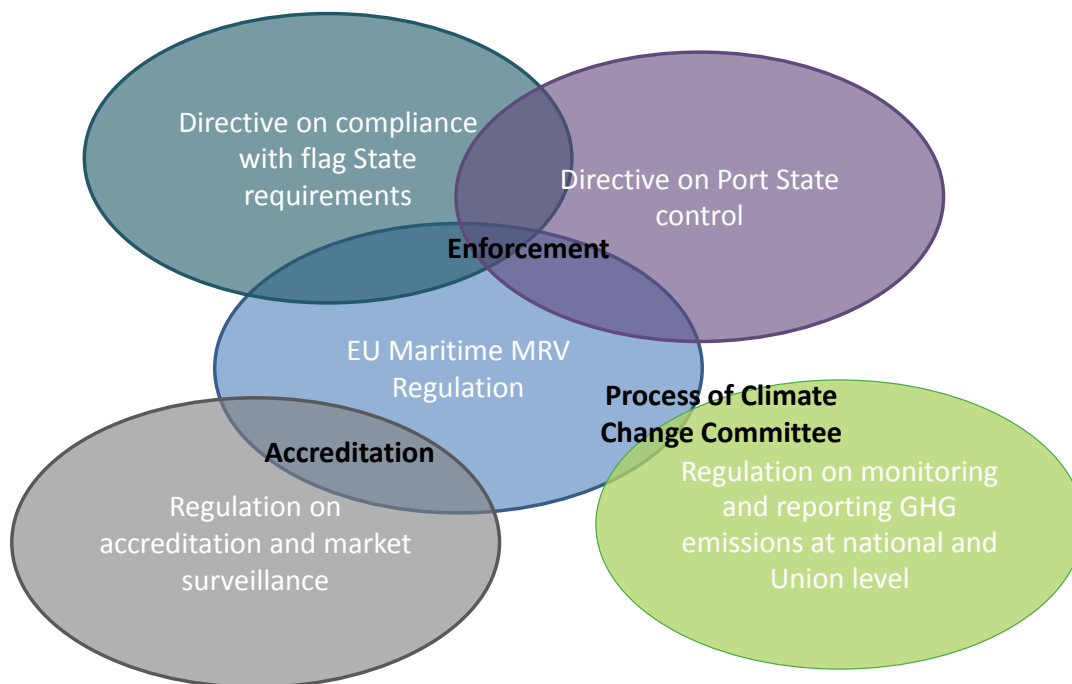 Directive on compliance
with flag State
requirements
Directive on Port State
control
Enforcement
EU Maritime MRV
Regulation
Process of Climate
Change Committee
Accreditation
Regulation on
accreditation and market
surveillance
Regulation on monitoring
and reporting GHG
emissions at national and
Union level